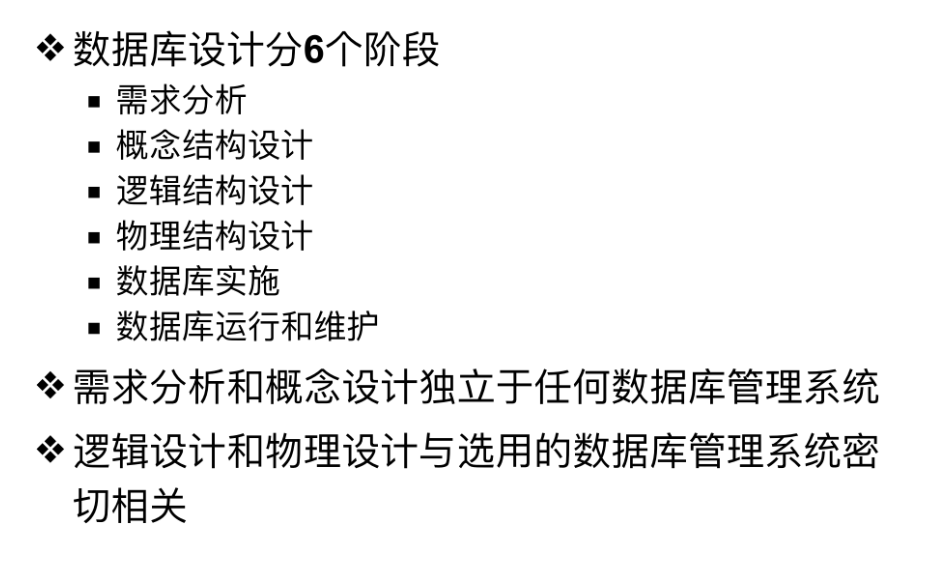 ❖ 数据库设计分6个阶段
▪ 需求分析
▪ 概念结构设计
▪ 逻辑结构设计
▪ 物理结构设计
▪ 数据库实施
▪ 数据库运行和维护
❖ 需求分析和概念设计独立于任何数据库管理系统
❖ 逻辑设计和物理设计与选用的数据库管理系统密
切相关